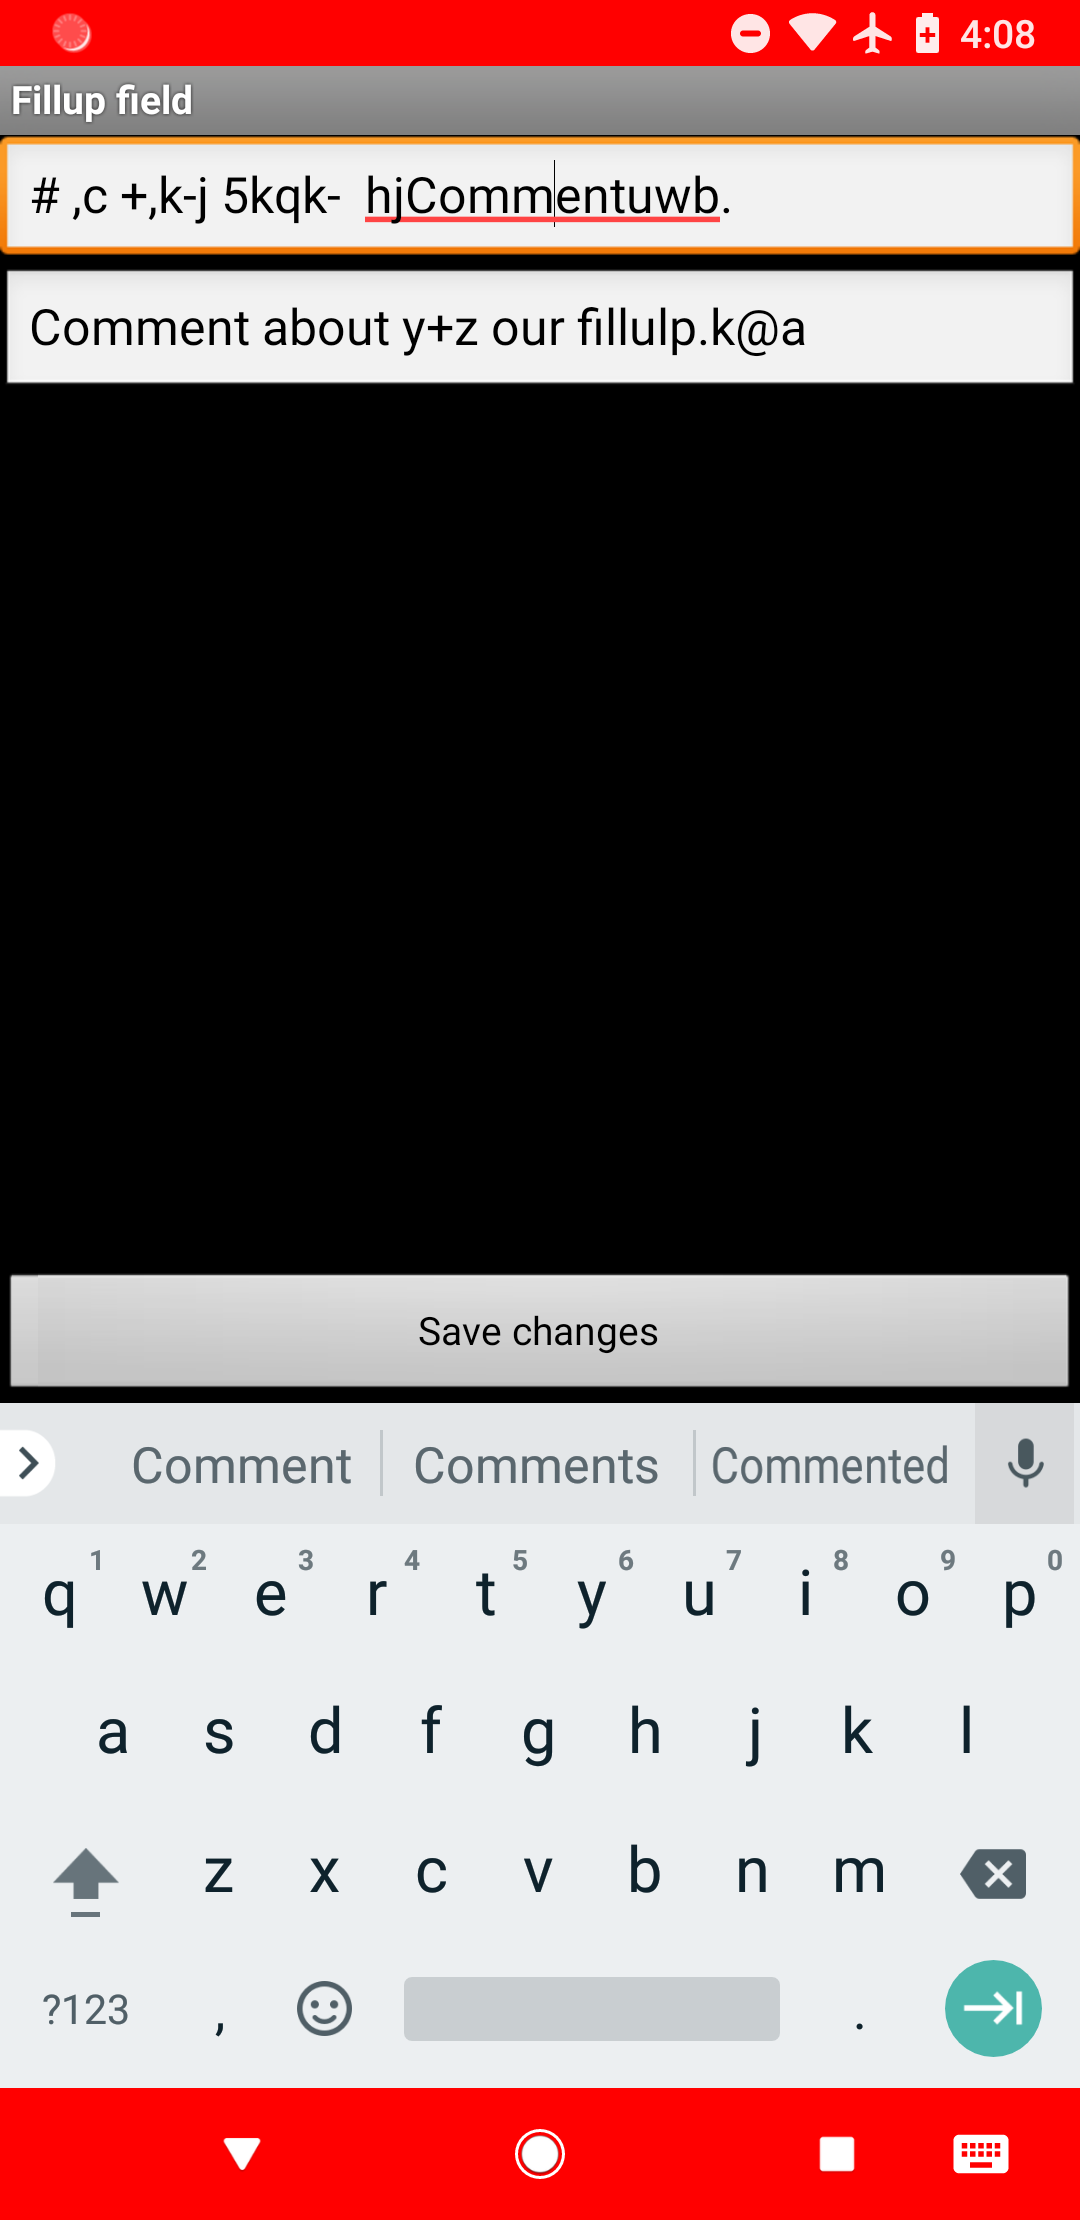 4:08
Fillup field
# ,c +,k-j 5kqk-  hjCommentuwb.
Comment about y+z our fillulp.k@a
Save changes
Comment Comments Commented
1 2 3 4 5 6 7 8 9 0
q w e r t y u i o p
a s d f g h j k l
z x c v b n m
?123 , .